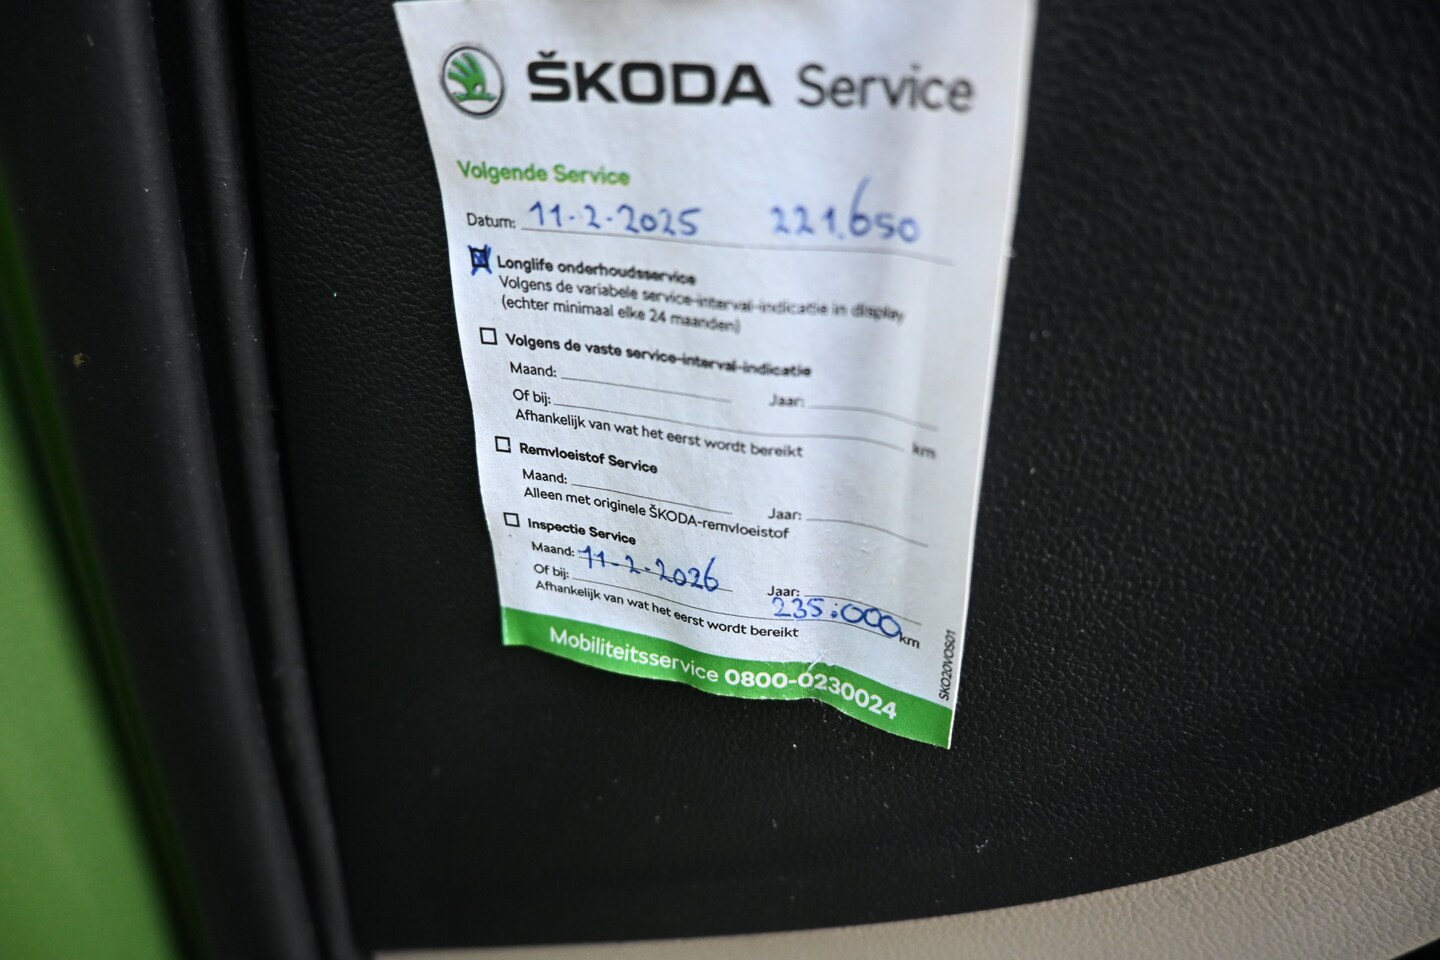 ŠKODA Service
Volgende Service
Datum: 11-2-2025 221.650
Longlife onderhoudsservice
Volgens de variabele service-interval-indicatie in display
(echter minimaal elke 24 maanden)
Volgens de vaste service-interval-indicatie
Maand: Jaar:
Of bij: km
Afhankelijk van wat het eerst wordt bereikt
Remvloeistof Service
Maand: Jaar:
Alleen met originele ŠKODA-remvloeistof
Inspectie Service
Maand: 11-2-2026 Jaar:
Of bij: 235.000 km
Afhankelijk van wat het eerst wordt bereikt
Mobiliteitsservice 0800-0230024
SKO20VOS01